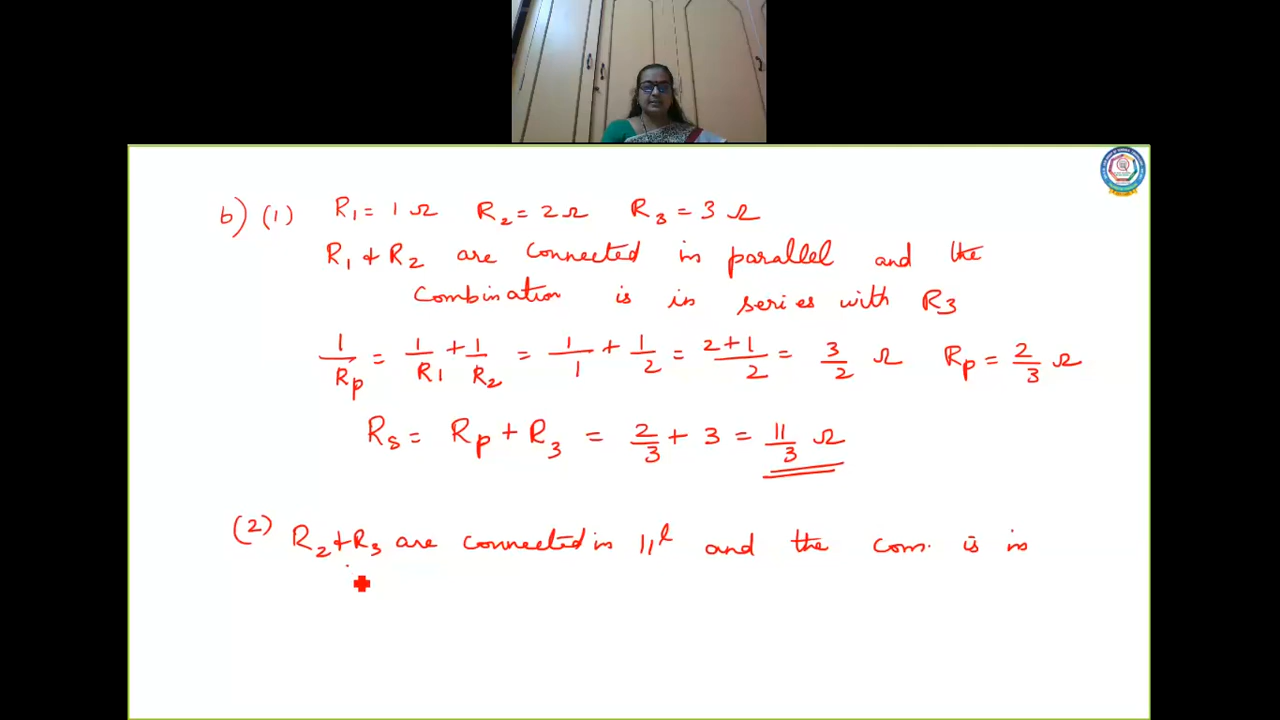 b) (1) R₁ = 1 Ω R₂ = 2 Ω R₃ = 3 Ω
R₁ & R₂ are connected in parallel and the
combination is in series with R₃
1/Rp = 1/R₁ + 1/R₂ = 1/1 + 1/2 = 2+1/2 = 3/2 Ω Rp = 2/3 Ω
Rs = Rp + R₃ = 2/3 + 3 = 11/3 Ω
(2) R₂ & R₃ are connected in 11ˡ and the com. is in